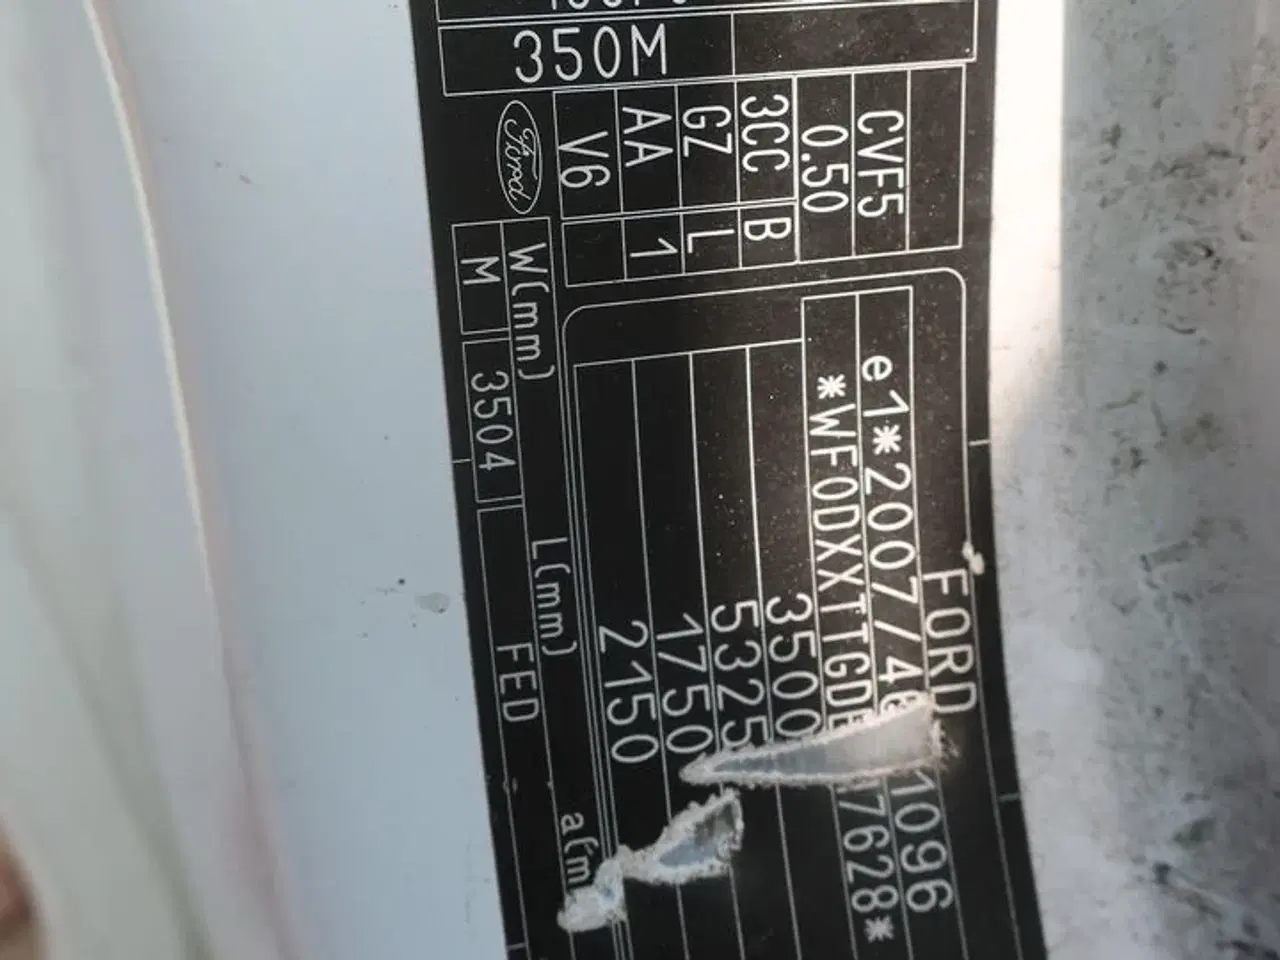 FORD
e1*2007/46
1096
*WF0DXXTTGD
7628*
3500
5325
1750
2150
CVF5
0.50
3CC B
GZ L
AA 1
V6
Ford
W(mm) L(mm) a(m
M 3504 FED
350M